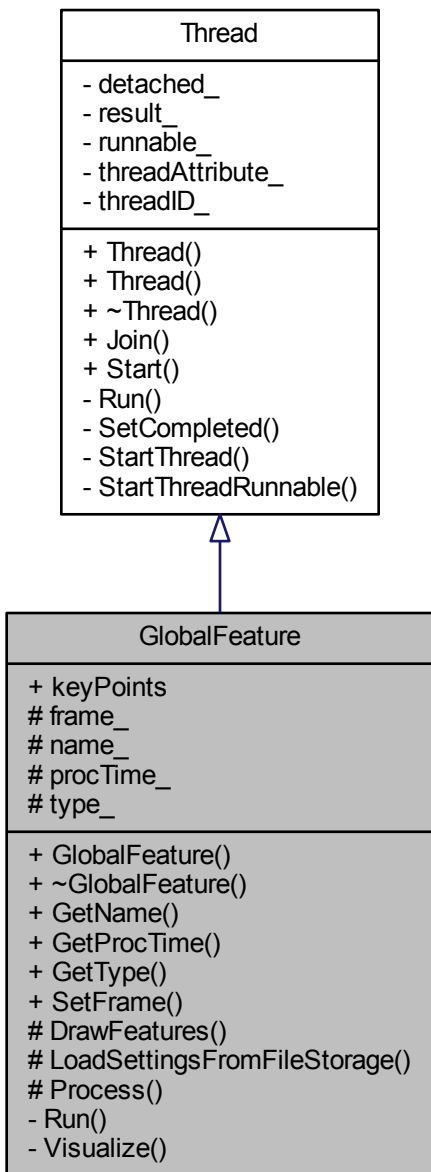 Thread
- detached_
- result_
- runnable_
- threadAttribute_
- threadID_
+ Thread()
+ Thread()
+ ~Thread()
+ Join()
+ Start()
- Run()
- SetCompleted()
- StartThread()
- StartThreadRunnable()
GlobalFeature
+ keyPoints
# frame_
# name_
# procTime_
# type_
+ GlobalFeature()
+ ~GlobalFeature()
+ GetName()
+ GetProcTime()
+ GetType()
+ SetFrame()
# DrawFeatures()
# LoadSettingsFromFileStorage()
# Process()
- Run()
- Visualize()